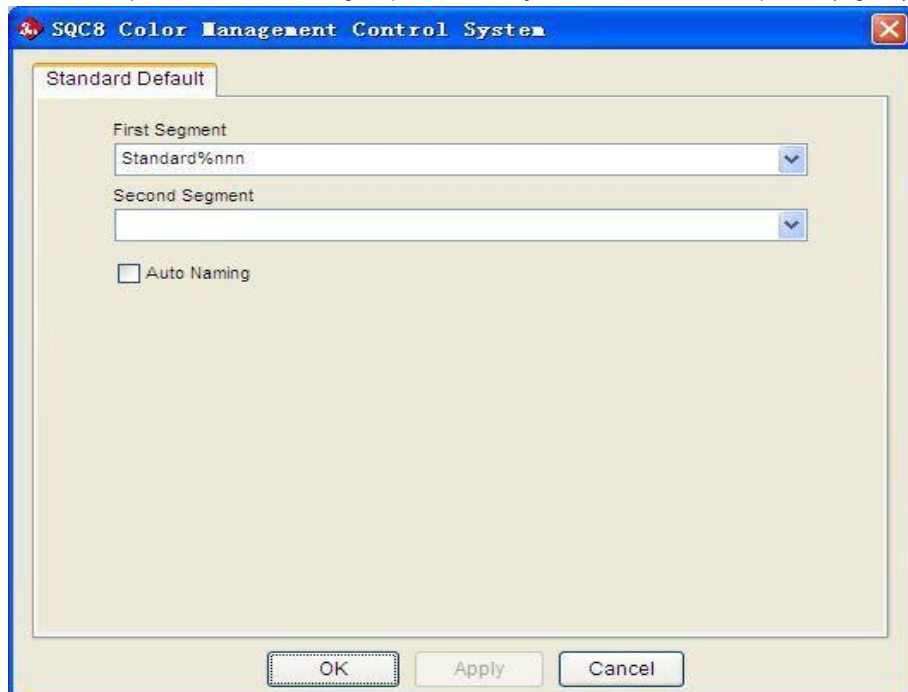 SQC8 Color Management Control System
Standard Default
First Segment
Standard%nnn
Second Segment
Auto Naming
OK Apply Cancel